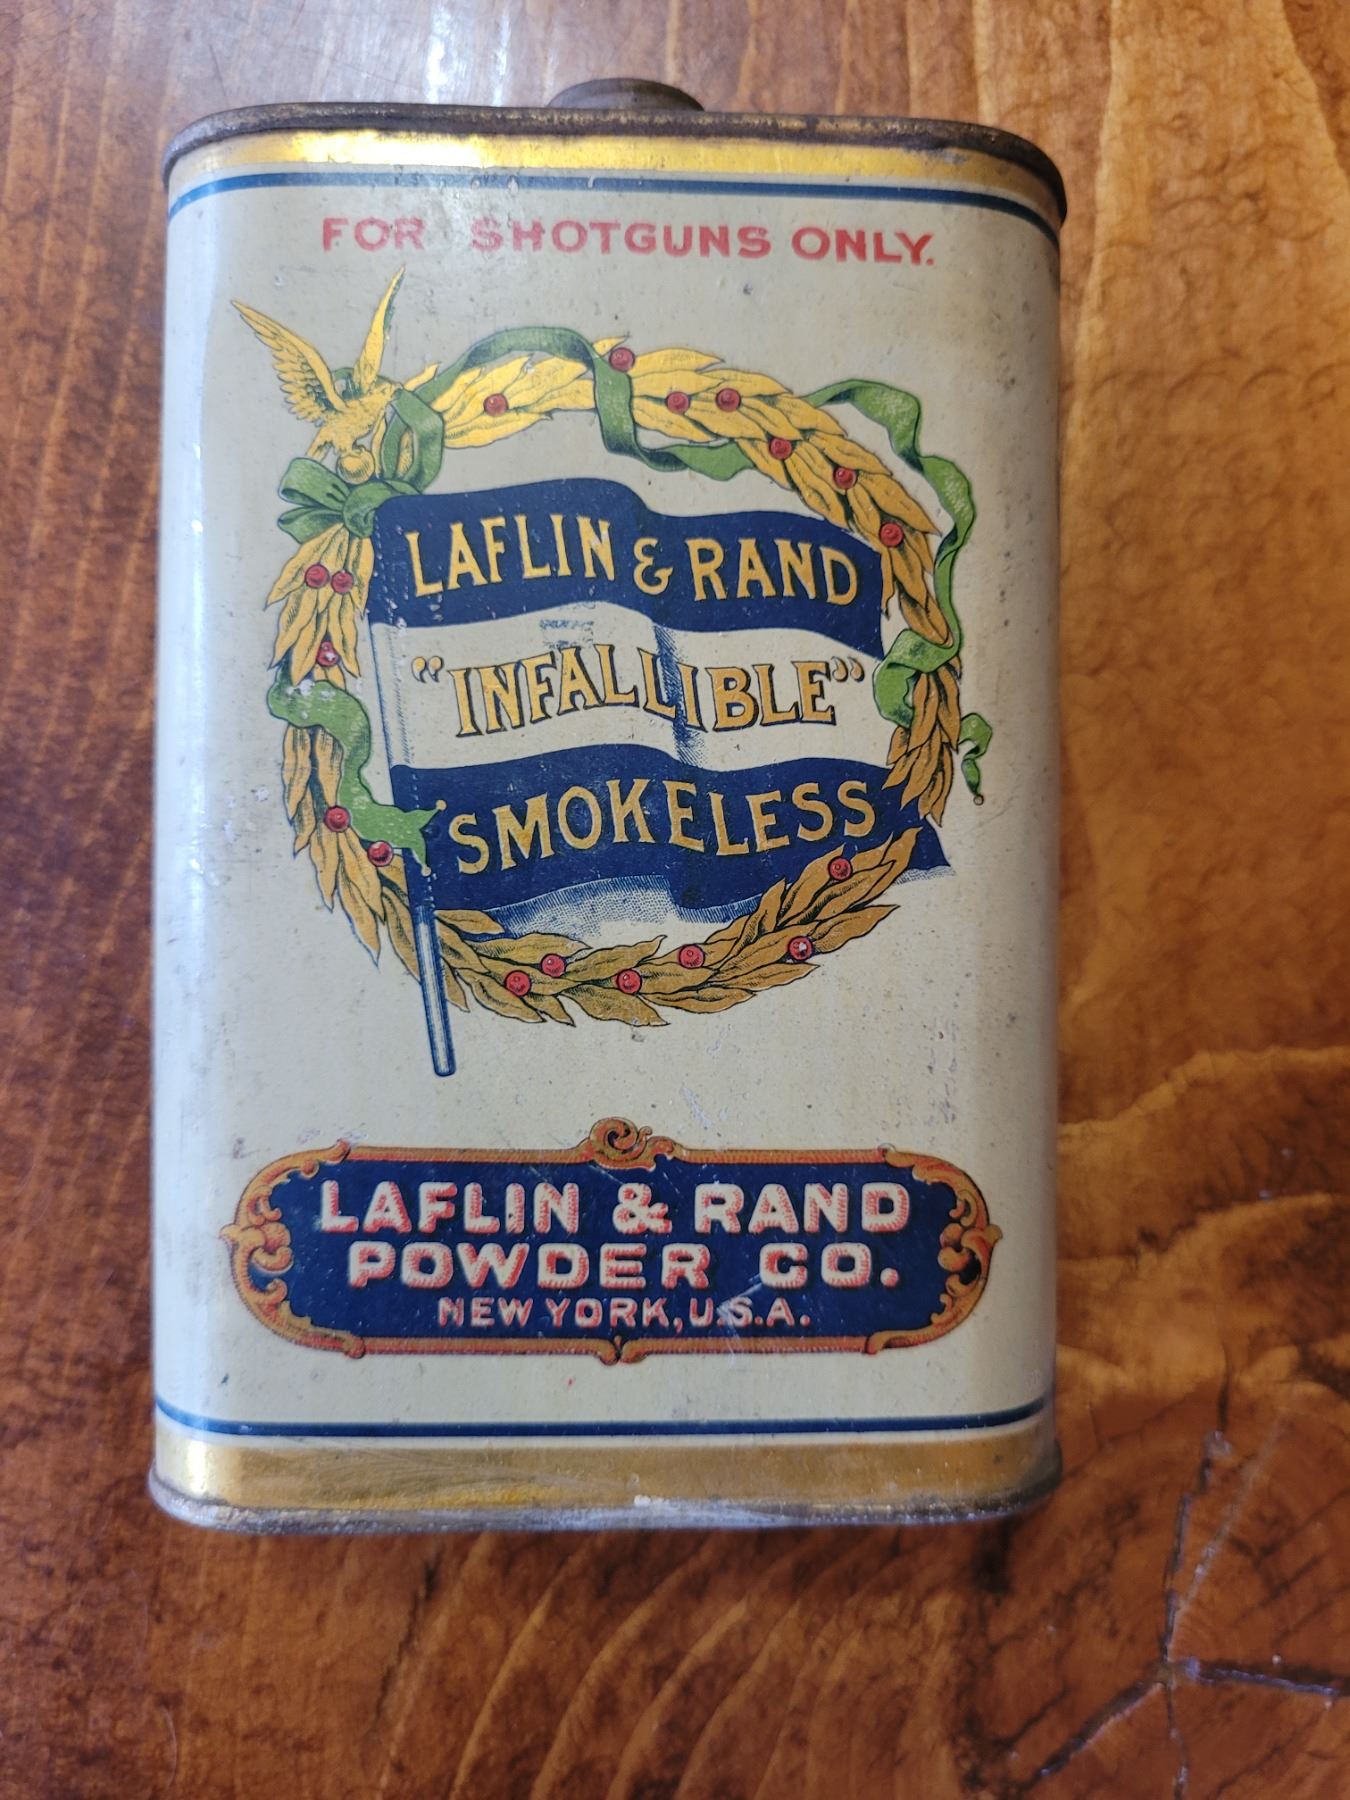 FOR SHOTGUNS ONLY.
LAFLIN & RAND
"INFALLIBLE"
SMOKELESS
LAFLIN & RAND
POWDER CO.
NEW YORK, U.S.A.